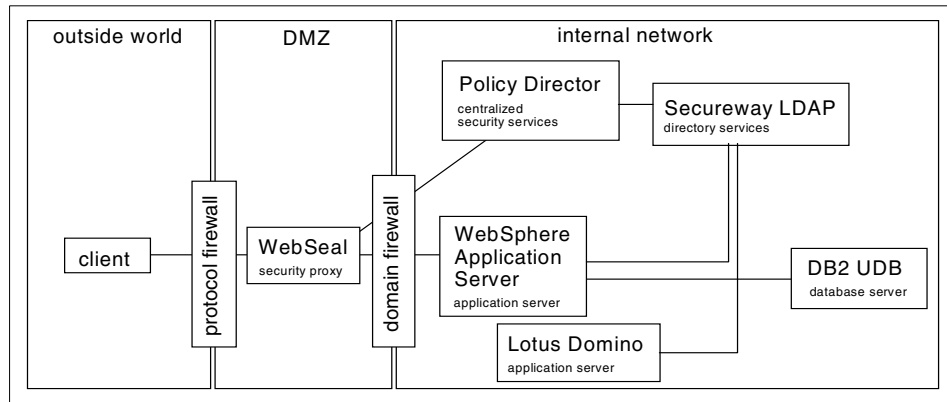 outside world
DMZ
internal network
Policy Director
centralized
security services
Secureway LDAP
directory services
protocol firewall
domain firewall
client
WebSeal
security proxy
WebSphere
Application
Server
application server
DB2 UDB
database server
Lotus Domino
application server